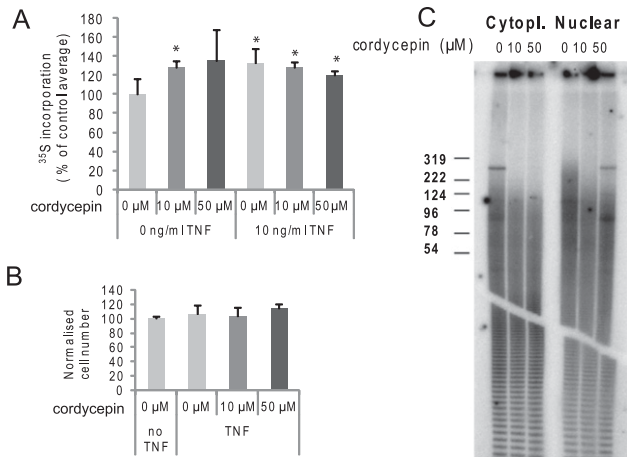 A
³⁵S incorporation
(% of control average)
180
160
140
120
100
80
60
40
20
0
* * * *
cordycepin 0 µM 10 µM 50 µM 0 µM 10 µM 50µM
0 ng/ml TNF 10 ng/ml TNF
B
Normalised
cell number
140
120
100
80
60
40
20
0
cordycepin 0 µM 0 µM 10 µM 50 µM
no
TNF
TNF
C
Cytopl. Nuclear
cordycepin (µM) 0 10 50 0 10 50
319
222
124
96
78
54